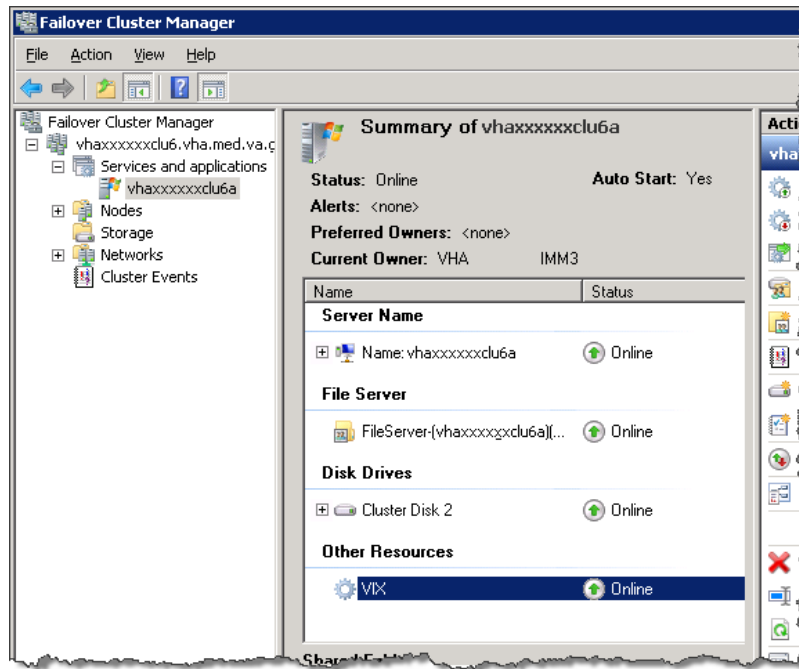 Failover Cluster Manager
File Action View Help
Failover Cluster Manager
vhaxxxxxxclu6.vha.med.va.g
Services and applications
vhaxxxxxxclu6a
Nodes
Storage
Networks
Cluster Events
Summary of vhaxxxxxxclu6a
Status: Online Auto Start: Yes
Alerts: <none>
Preferred Owners: <none>
Current Owner: VHA IMM3
Name Status
Server Name
Name: vhaxxxxxxclu6a Online
File Server
FileServer-(vhaxxxxxxclu6a)(... Online
Disk Drives
Cluster Disk 2 Online
Other Resources
VIX Online
Acti
vha